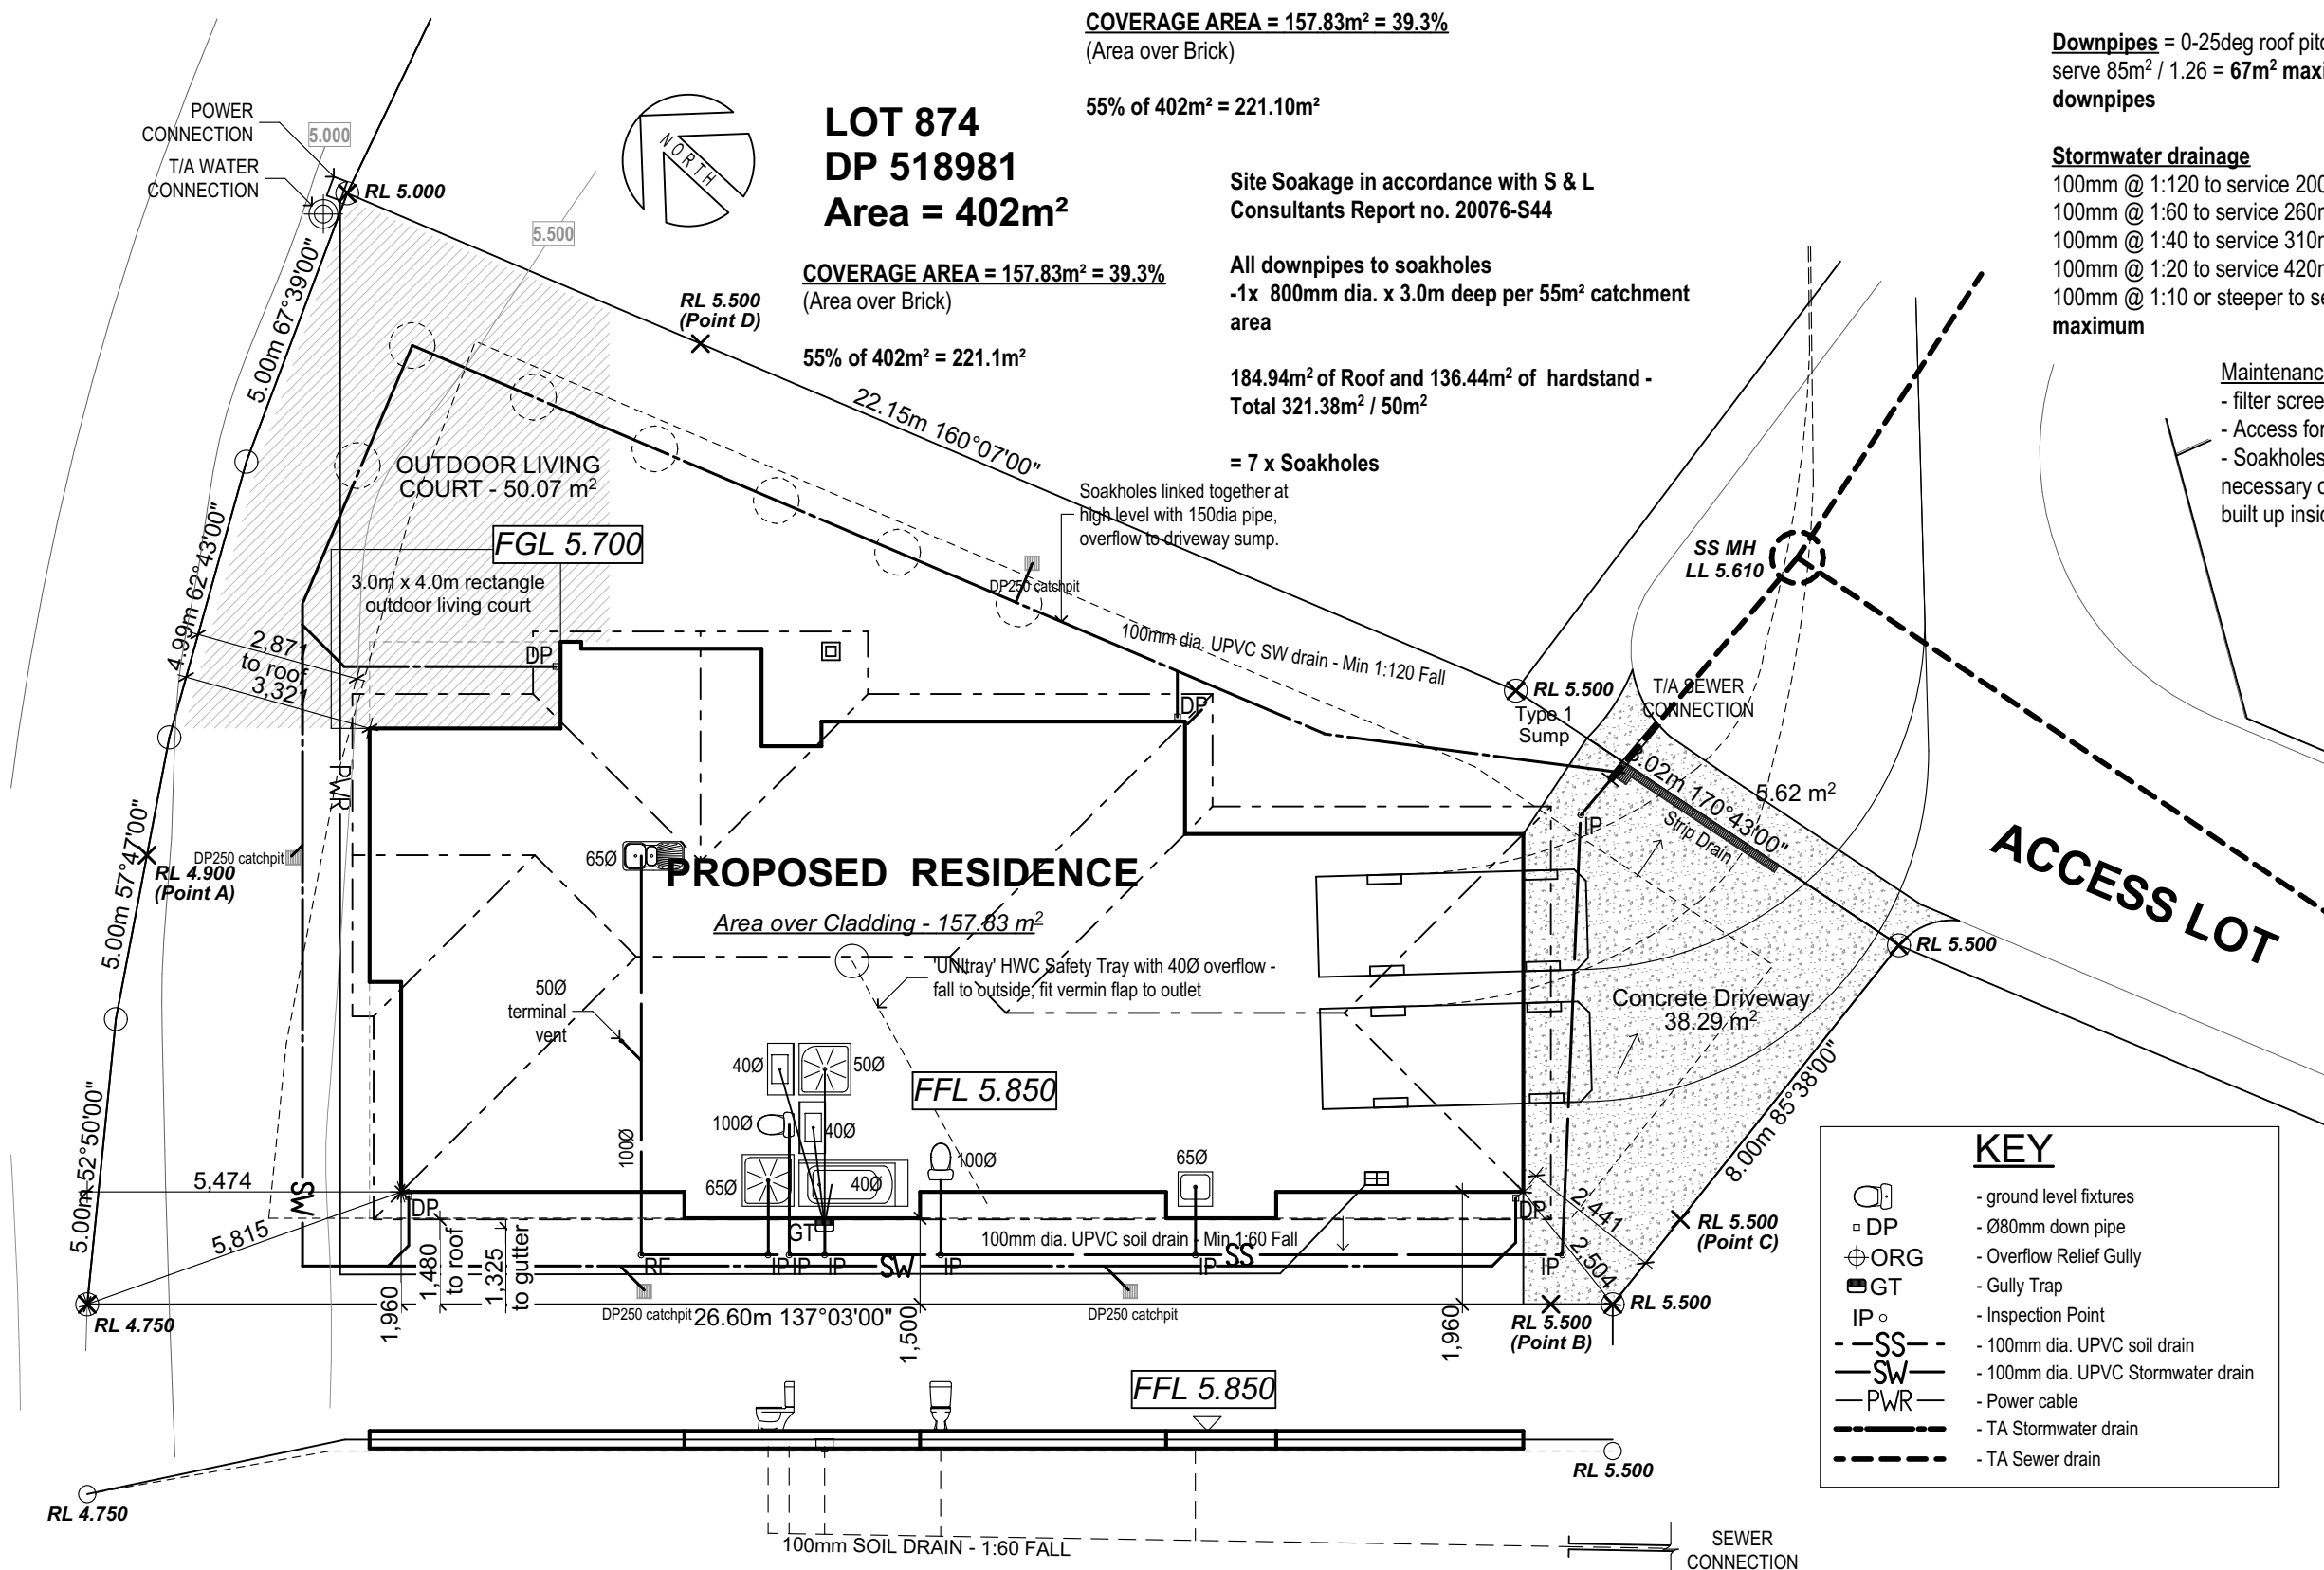 COVERAGE AREA = 157.83m² = 39.3%
(Area over Brick)
55% of 402m² = 221.10m²
Downpipes = 0-25deg roof pitc
serve 85m² / 1.26 = 67m² maxi
downpipes
Stormwater drainage
100mm @ 1:120 to service 200
100mm @ 1:60 to service 260m
100mm @ 1:40 to service 310m
100mm @ 1:20 to service 420m
100mm @ 1:10 or steeper to se
maximum
Maintenanc
- filter scree
- Access for
- Soakholes
necessary o
built up insid
POWER
CONNECTION
T/A WATER
CONNECTION
5.000
RL 5.000
5.500
NORTH
LOT 874
DP 518981
Area = 402m²
COVERAGE AREA = 157.83m² = 39.3%
(Area over Brick)
55% of 402m² = 221.1m²
Site Soakage in accordance with S & L
Consultants Report no. 20076-S44
All downpipes to soakholes
-1x 800mm dia. x 3.0m deep per 55m² catchment
area
184.94m² of Roof and 136.44m² of hardstand -
Total 321.38m² / 50m²
= 7 x Soakholes
Soakholes linked together at
high level with 150dia pipe,
overflow to driveway sump.
RL 5.500
(Point D)
22.15m 160°07'00"
5.00m 67°39'00"
OUTDOOR LIVING
COURT - 50.07 m²
FGL 5.700
3.0m x 4.0m rectangle
outdoor living court
4.99m 62°43'00"
2,871
to roof
3,321
DP
DP250 catchpit
100mm dia. UPVC SW drain - Min 1:120 Fall
DP
SS MH
LL 5.610
RL 5.500
Type 1
Sump
T/A SEWER
CONNECTION
3.02m 170°43'00"
5.62 m²
Strip Drain
IP
ACCESS LOT
RL 5.500
PWR
5.00m 57°47'00"
DP250 catchpit
RL 4.900
(Point A)
65Ø
PROPOSED RESIDENCE
Area over Cladding - 157.83 m²
'UNItray' HWC Safety Tray with 40Ø overflow -
fall to outside, fit vermin flap to outlet
50Ø
terminal
vent
Concrete Driveway
38.29 m²
40Ø
50Ø
FFL 5.850
100Ø
40Ø
100Ø
100Ø
65Ø
40Ø
65Ø
8.00m 85°38'00"
5.00m 52°50'00"
5,474
SW
5,815
DP
1,480
to roof
1,325
to gutter
1,960
GT
100mm dia. UPVC soil drain - Min 1:60 Fall
SS
RF
IP
IP
IP
SW
IP
IP
IP
DP
2,441
2,504
RL 5.500
(Point C)
RL 4.750
DP250 catchpit
26.60m 137°03'00"
1,500
DP250 catchpit
1,960
RL 5.500
(Point B)
RL 5.500
KEY
- ground level fixtures
DP
- Ø80mm down pipe
ORG
- Overflow Relief Gully
GT
- Gully Trap
IP
- Inspection Point
SS
- 100mm dia. UPVC soil drain
SW
- 100mm dia. UPVC Stormwater drain
PWR
- Power cable
- TA Stormwater drain
- TA Sewer drain
FFL 5.850
RL 5.500
RL 4.750
100mm SOIL DRAIN - 1:60 FALL
SEWER
CONNECTION